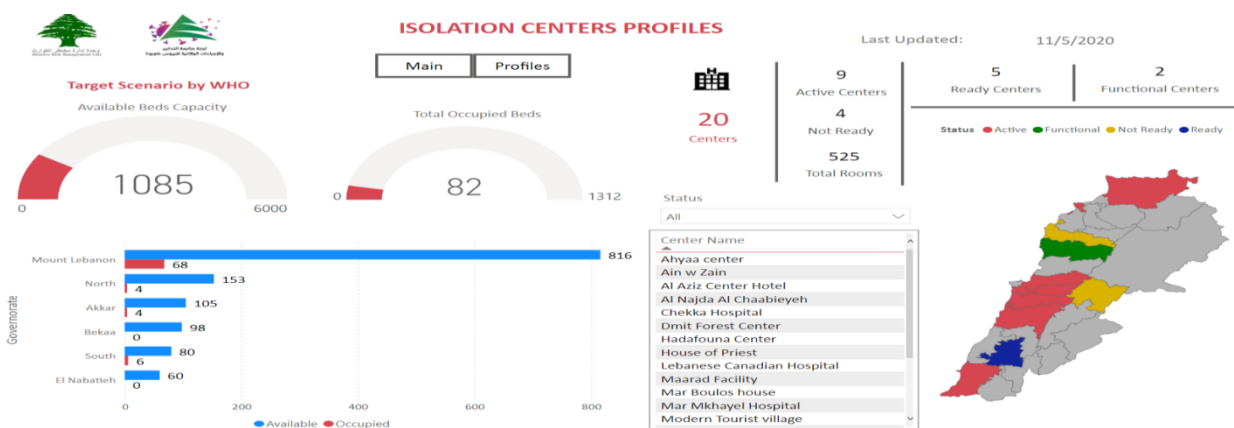 ISOLATION CENTERS PROFILES
Last Updated: 11/5/2020
Main
Profiles
Target Scenario by WHO
Available Beds Capacity
1085
0
6000
Total Occupied Beds
82
0
1312
20
Centers
9
Active Centers
4
Not Ready
525
Total Rooms
5
Ready Centers
2
Functional Centers
Status Active Functional Not Ready Ready
Status
All
Center Name
Ahyaa center
Ain w Zain
Al Aziz Center Hotel
Al Najda Al Chaabieyeh
Chekka Hospital
Dmit Forest Center
Hadafouna Center
House of Priest
Lebanese Canadian Hospital
Maarad Facility
Mar Boulos house
Mar Mkhayel Hospital
Modern Tourist village
Governorate
Mount Lebanon 816
68
North 153
4
Akkar 105
4
Bekaa 98
0
South 80
6
El Nabatieh 60
0
0 200 400 600 800
Available Occupied